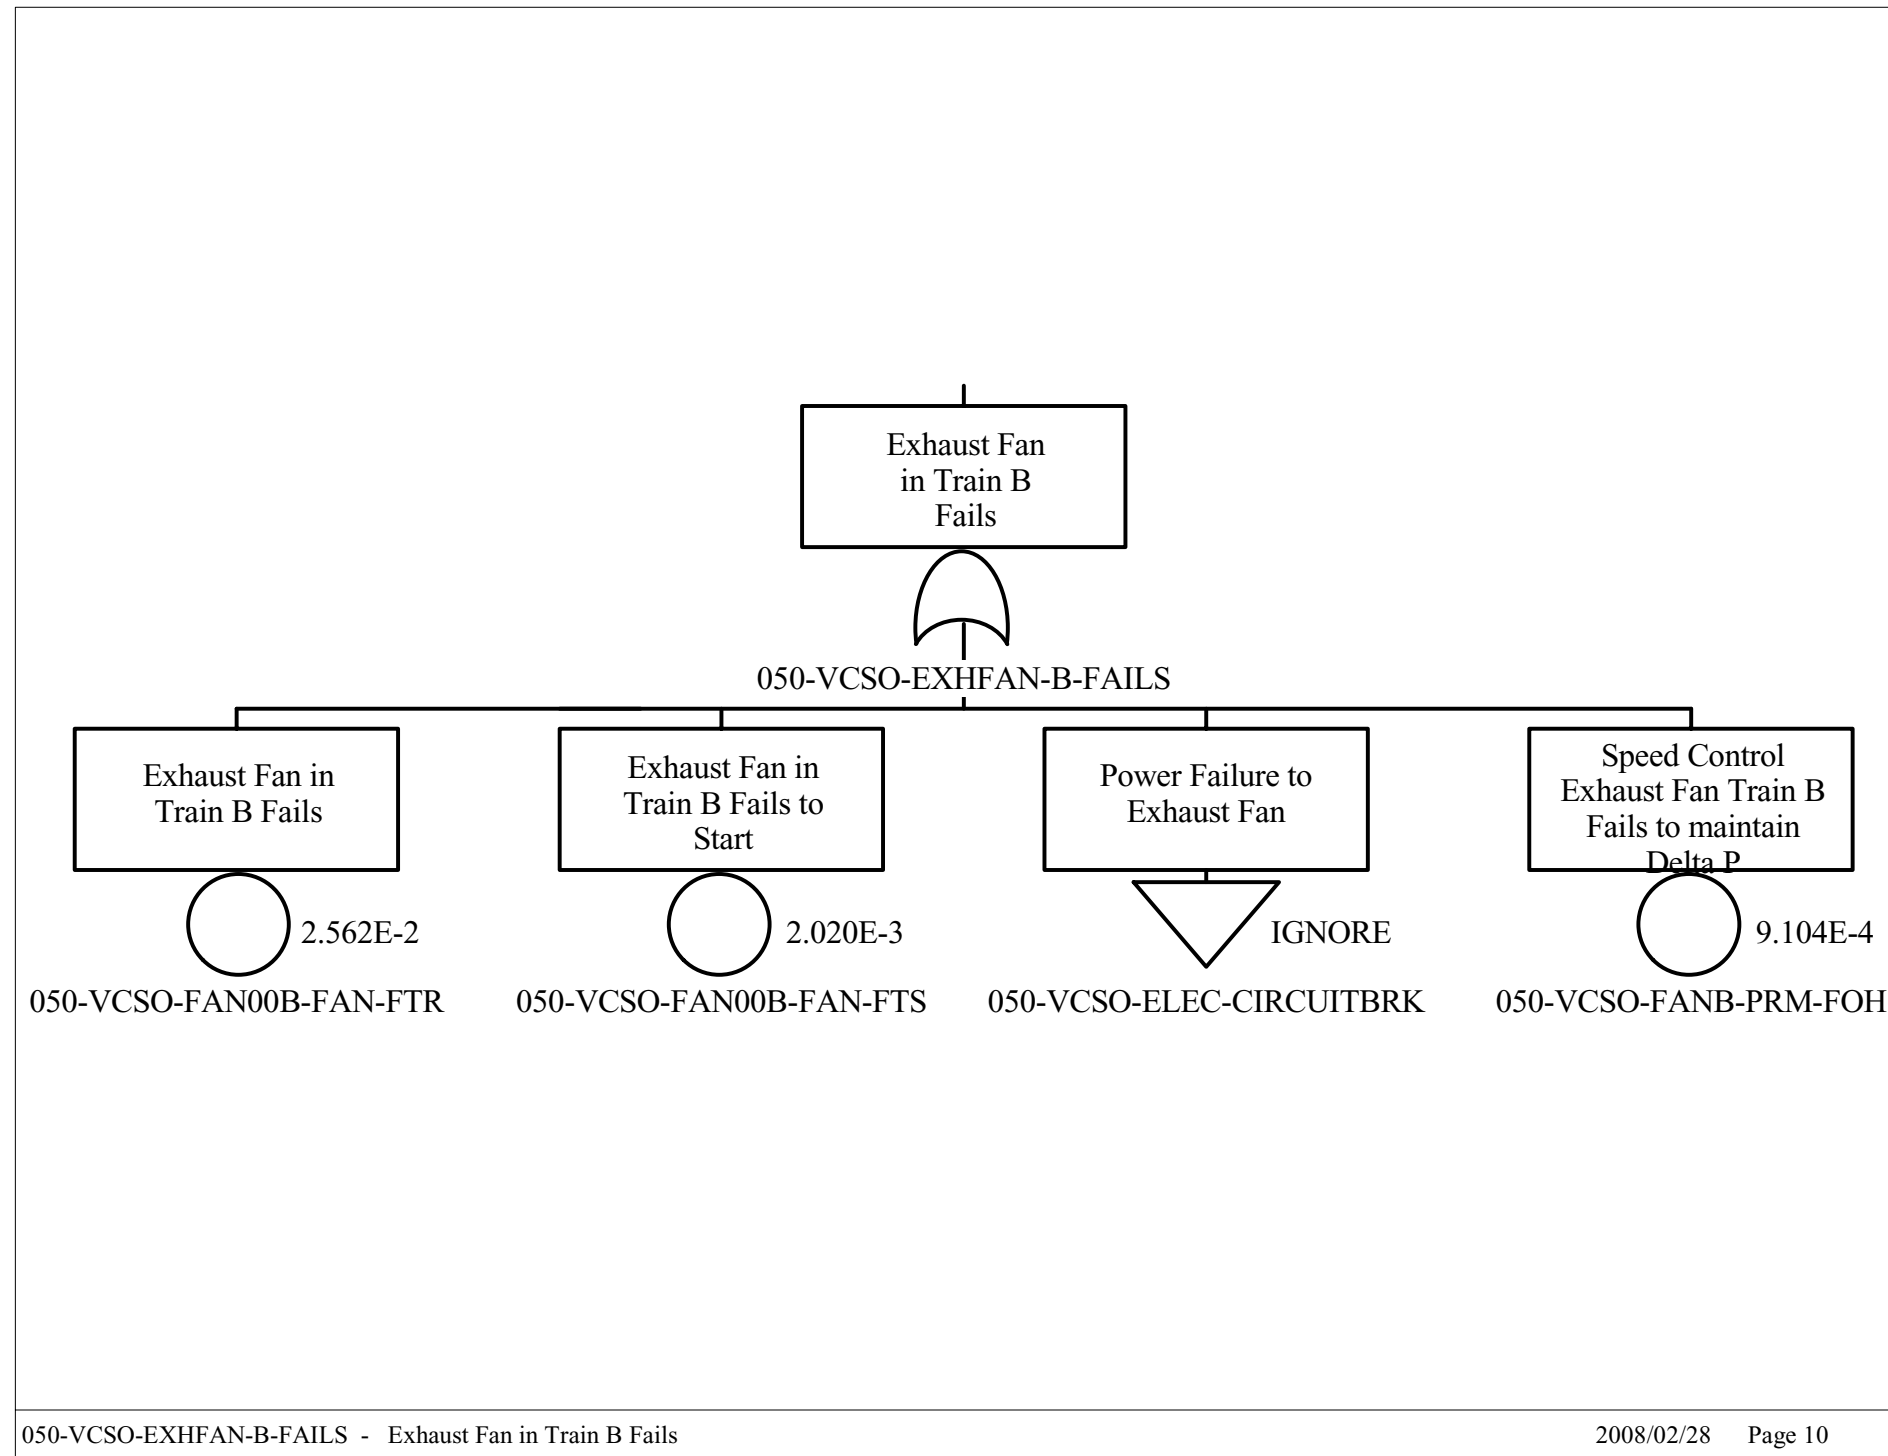 Exhaust Fan
in Train B
Fails
050-VCSO-EXHFAN-B-FAILS
Exhaust Fan in
Train B Fails
2.562E-2
050-VCSO-FAN00B-FAN-FTR
Exhaust Fan in
Train B Fails to
Start
2.020E-3
050-VCSO-FAN00B-FAN-FTS
Power Failure to
Exhaust Fan
IGNORE
050-VCSO-ELEC-CIRCUITBRK
Speed Control
Exhaust Fan Train B
Fails to maintain
Delta P
9.104E-4
050-VCSO-FANB-PRM-FOH
050-VCSO-EXHFAN-B-FAILS - Exhaust Fan in Train B Fails
2008/02/28 Page 10